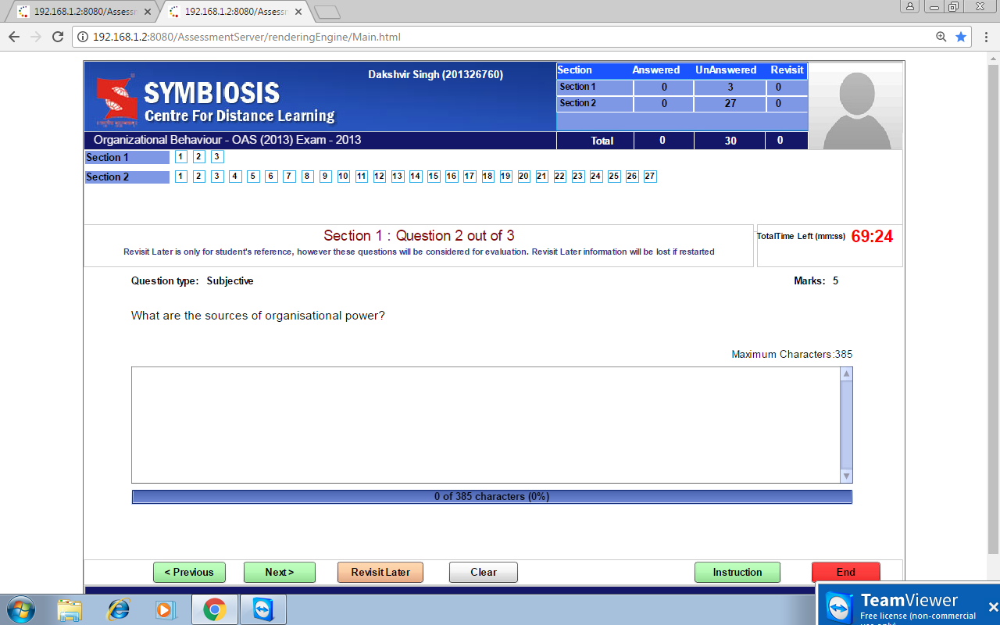 192.168.1.2:8080/Assess
192.168.1.2:8080/Assess
192.168.1.2:8080/AssessmentServer/renderingEngine/Main.html
SYMBIOSIS
Centre For Distance Learning
Dakshvir Singh (201326760)
Section Answered UnAnswered Revisit
Section 1 0 3 0
Section 2 0 27 0
Organizational Behaviour - OAS (2013) Exam - 2013
Total 0 30 0
Section 1 1 2 3
Section 2 1 2 3 4 5 6 7 8 9 10 11 12 13 14 15 16 17 18 19 20 21 22 23 24 25 26 27
Section 1 : Question 2 out of 3
Revisit Later is only for student's reference, however these questions will be considered for evaluation. Revisit Later information will be lost if restarted
TotalTime Left (mm:ss) 69:24
Question type: Subjective
Marks: 5
What are the sources of organisational power?
Maximum Characters:385
0 of 385 characters (0%)
< Previous Next > Revisit Later Clear Instruction End
TeamViewer
Free license (non-commercial
use only)